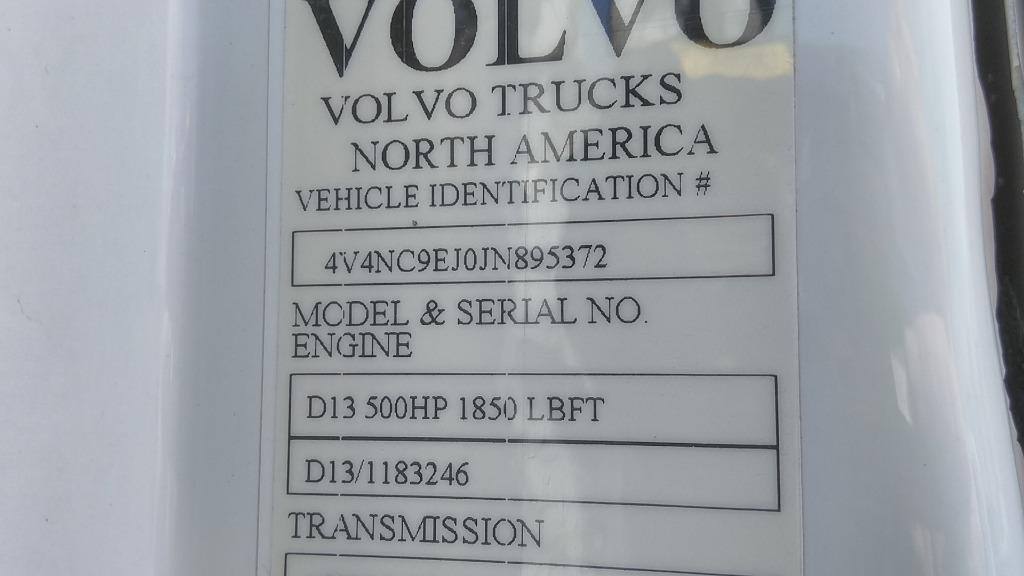 VOLVO
VOLVO TRUCKS
NORTH AMERICA
VEHICLE IDENTIFICATION #
4V4NC9EJ0JN895372
MODEL & SERIAL NO.
ENGINE
D13 500HP 1850 LBFT
D13/1183246
TRANSMISSION